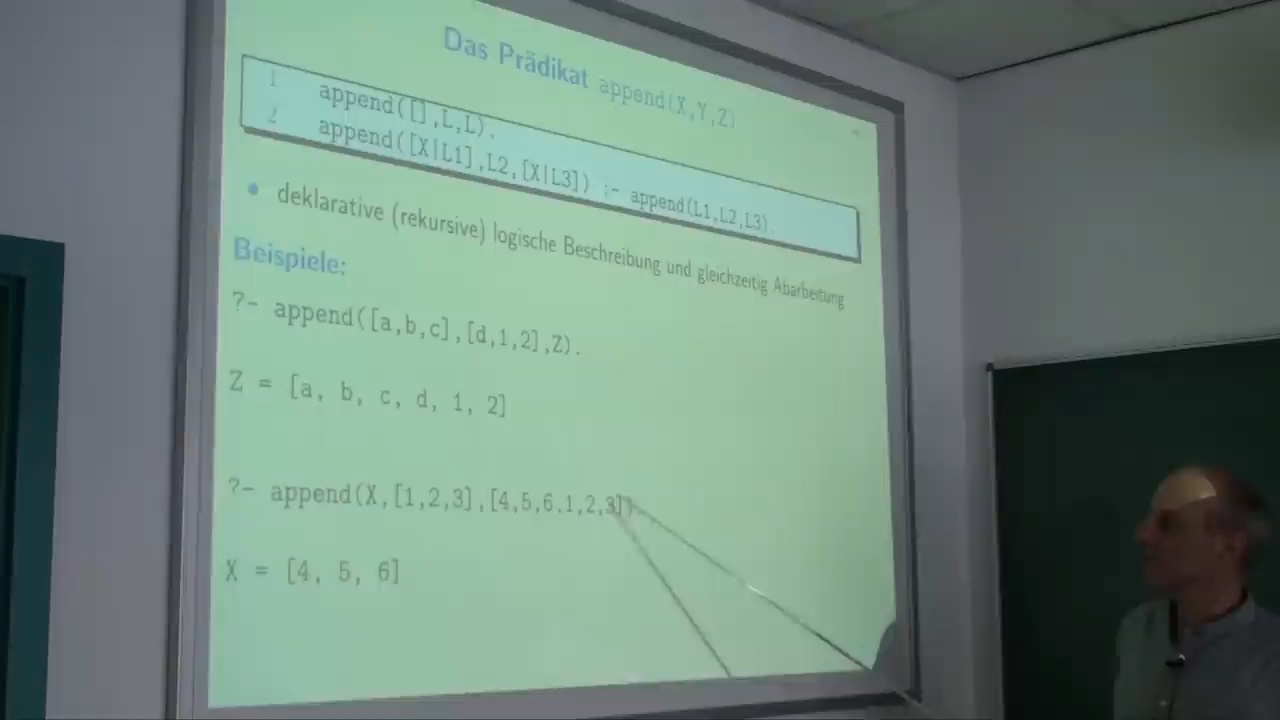 Das Prädikat append(X,Y,Z)
1 append([],L,L).
2 append([X|L1],L2,[X|L3]) :- append(L1,L2,L3).
• deklarative (rekursive) logische Beschreibung und gleichzeitig Abarbeitung
Beispiele:
?- append([a,b,c],[d,1,2],Z).
Z = [a, b, c, d, 1, 2]
?- append(X,[1,2,3],[4,5,6,1,2,3])
X = [4, 5, 6]